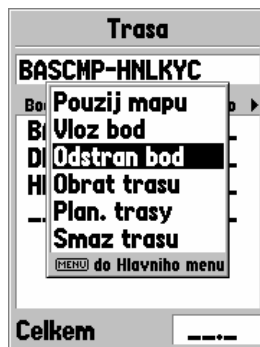 Trasa
BASCMP-HNLKYC
Pouzij mapu
Vloz bod
Odstran bod
Obrat trasu
Plan. trasy
Smaz trasu
MENU do Hlavniho menu
Celkem __._